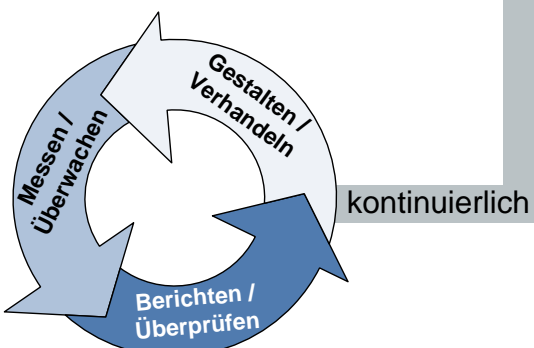 Gestalten /
Verhandeln
Messen /
Überwachen
kontinuierlich
Berichten /
Überprüfen